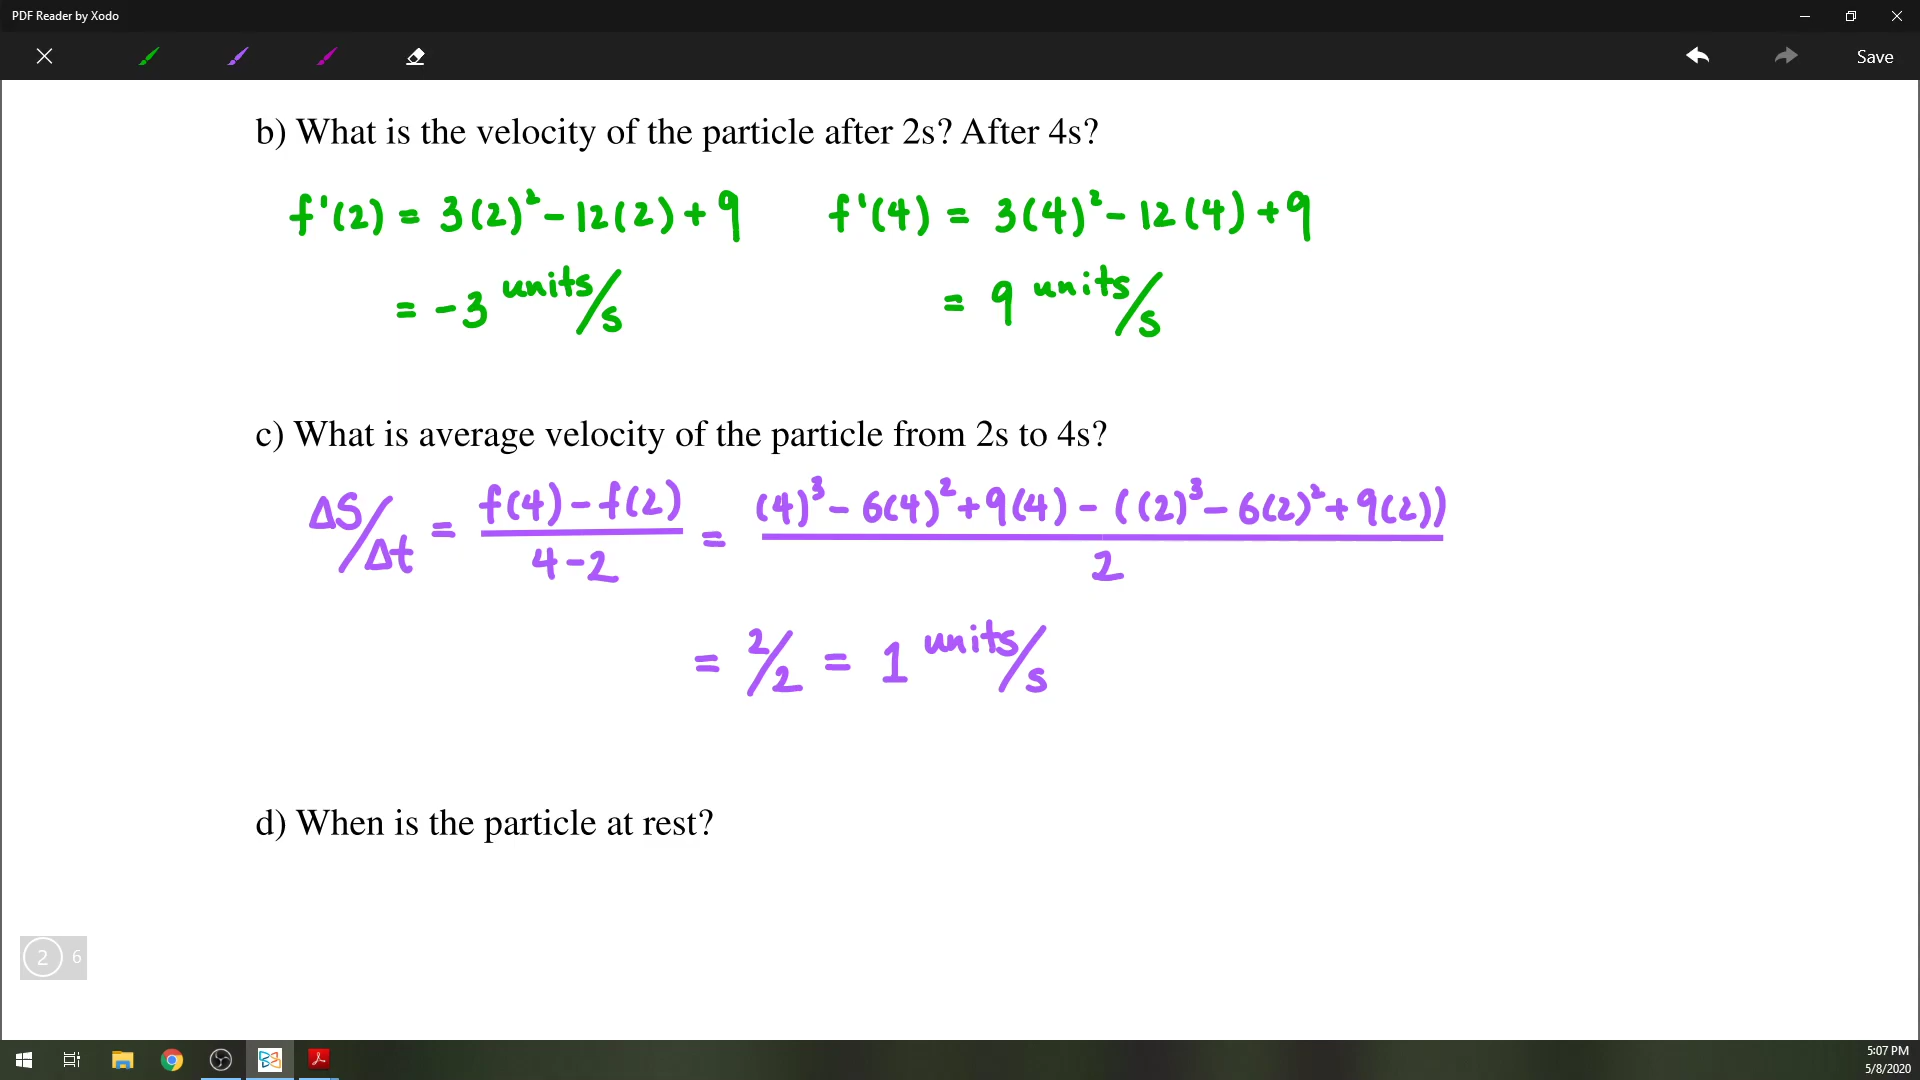 PDF Reader by Xodo
Save
b) What is the velocity of the particle after 2s? After 4s?
f'(2) = 3(2)² - 12(2) + 9 f'(4) = 3(4)² - 12(4) + 9
= -3 units/s = 9 units/s
c) What is average velocity of the particle from 2s to 4s?
ΔS/Δt = f(4) - f(2) / 4 - 2 = (4)³ - 6(4)² + 9(4) - ((2)³ - 6(2)² + 9(2)) / 2
= 2/2 = 1 units/s
d) When is the particle at rest?
2 6
5:07 PM
5/8/2020